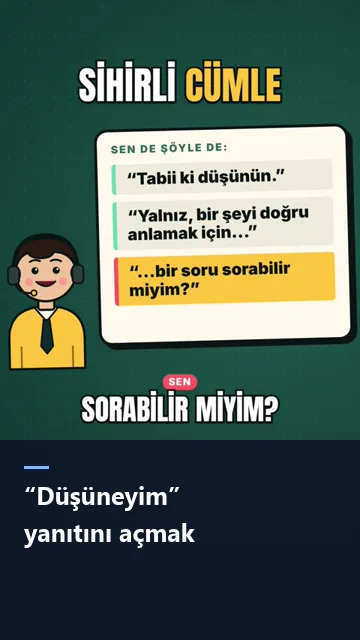 SİHİRLİ CÜMLE
SEN DE ŞÖYLE DE:
“Tabii ki düşünün.”
“Yalnız, bir şeyi doğru
anlamak için...”
“...bir soru sorabilir
miyim?”
SEN
SORABİLİR MİYİM?
“Düşüneyim”
yanıtını açmak